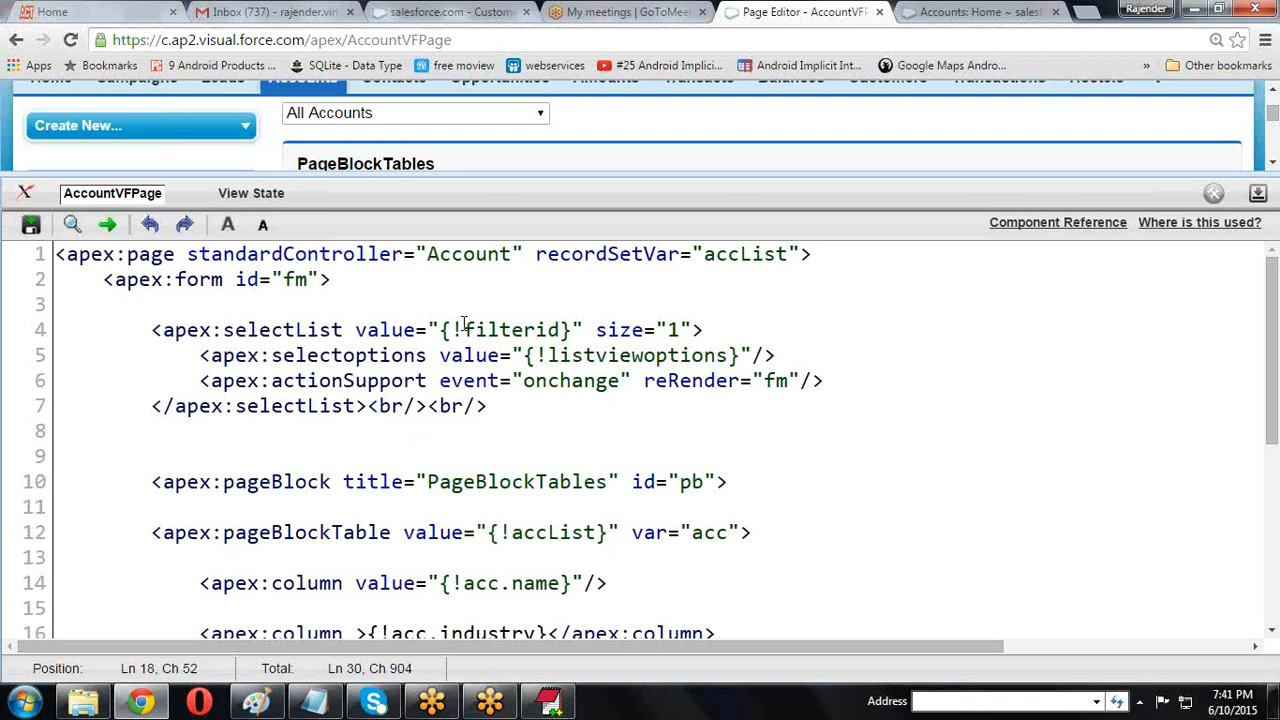 Home
Inbox (737) - rajender.vin
salesforce.com - Custome
My meetings | GoToMee
Page Editor - AccountVFP
Accounts: Home ~ salesf
Rajender
https://c.ap2.visual.force.com/apex/AccountVFPage
Apps
Bookmarks
9 Android Products ...
SQLite - Data Type
free moview
webservices
#25 Android Implici...
Android Implicit Int...
Google Maps Andro...
»
Other bookmarks
Create New...
All Accounts
PageBlockTables
AccountVFPage
View State
Component Reference
Where is this used?
A
A
1 <apex:page standardController="Account" recordSetVar="accList">
2 <apex:form id="fm">
3
4 <apex:selectList value="{!filterid}" size="1">
5 <apex:selectoptions value="{!listviewoptions}"/>
6 <apex:actionSupport event="onchange" reRender="fm"/>
7 </apex:selectList><br/><br/>
8
9
10 <apex:pageBlock title="PageBlockTables" id="pb">
11
12 <apex:pageBlockTable value="{!accList}" var="acc">
13
14 <apex:column value="{!acc.name}"/>
15
16 <apex:column >{!acc.industry}</apex:column>
Position: Ln 18, Ch 52 Total: Ln 30, Ch 904
Address
7:41 PM
6/10/2015